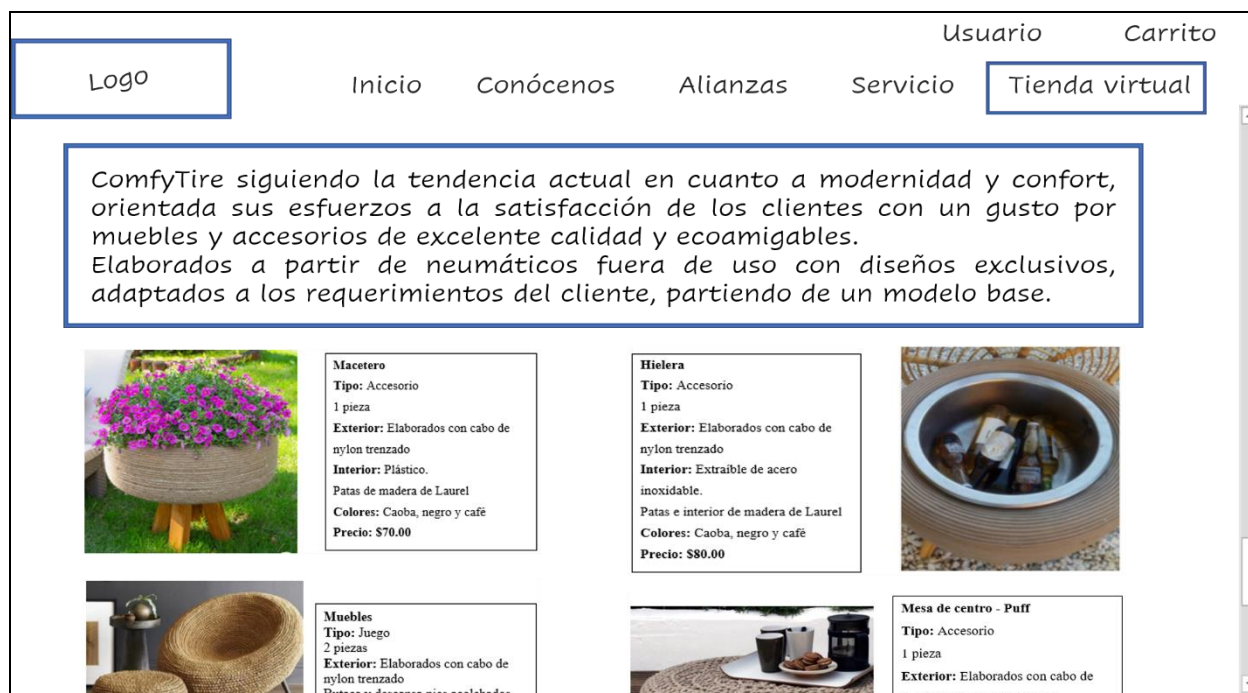 Usuario Carrito
Logo
Inicio Conócenos Alianzas Servicio Tienda virtual
ComfyTire siguiendo la tendencia actual en cuanto a modernidad y confort,
orientada sus esfuerzos a la satisfacción de los clientes con un gusto por
muebles y accesorios de excelente calidad y ecoamigables.
Elaborados a partir de neumáticos fuera de uso con diseños exclusivos,
adaptados a los requerimientos del cliente, partiendo de un modelo base.
Macetero
Tipo: Accesorio
1 pieza
Exterior: Elaborados con cabo de
nylon trenzado
Interior: Plástico.
Patas de madera de Laurel
Colores: Caoba, negro y café
Precio: $70.00
Hielera
Tipo: Accesorio
1 pieza
Exterior: Elaborados con cabo de
nylon trenzado
Interior: Extraíble de acero
inoxidable.
Patas e interior de madera de Laurel
Colores: Caoba, negro y café
Precio: $80.00
Muebles
Tipo: Juego
2 piezas
Exterior: Elaborados con cabo de
nylon trenzado
Mesa de centro - Puff
Tipo: Accesorio
1 pieza
Exterior: Elaborados con cabo de